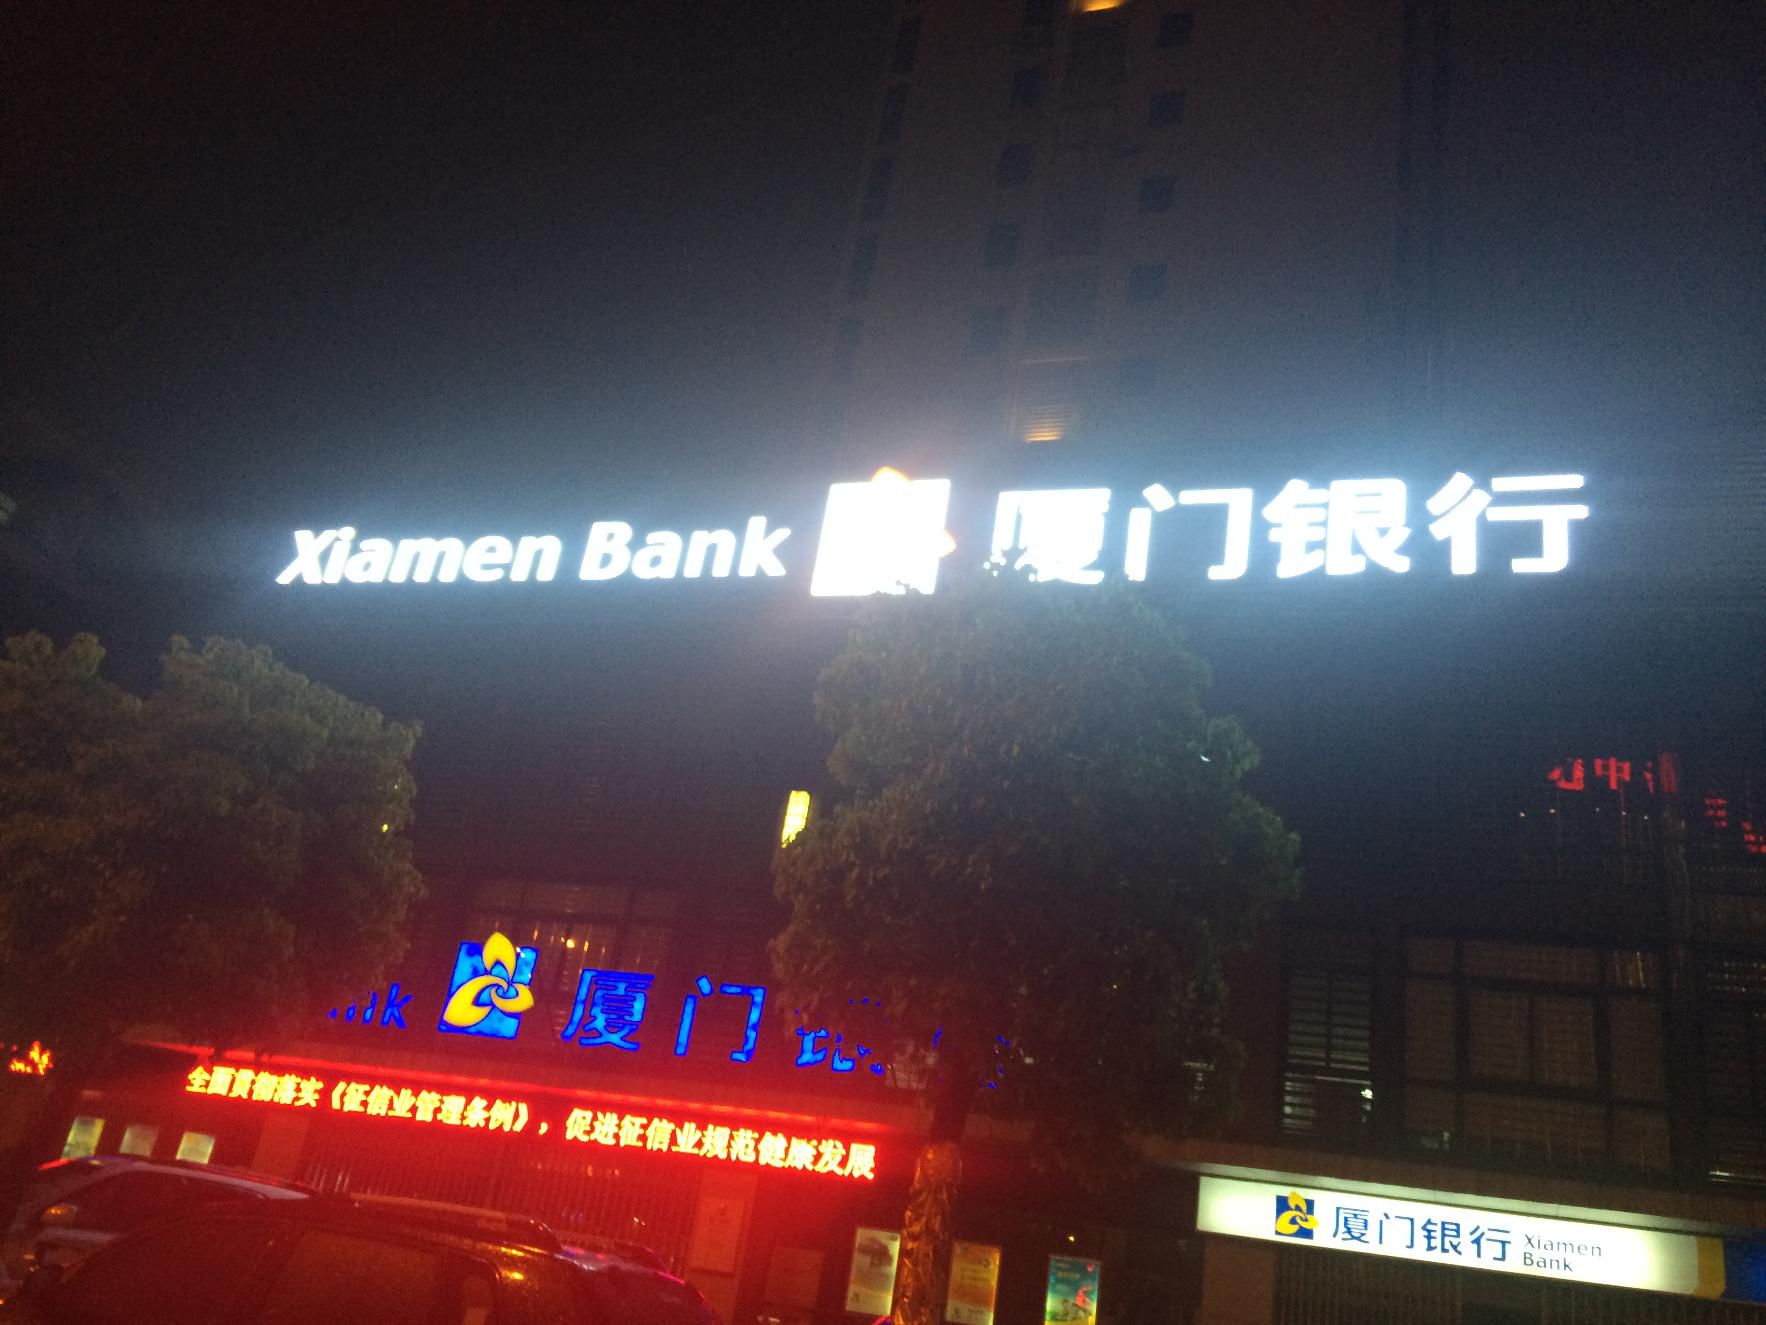 Xiamen Bank 厦门银行
厦门
全面贯彻落实《征信业管理条例》，促进征信业规范健康发展
厦门银行 Xiamen
Bank